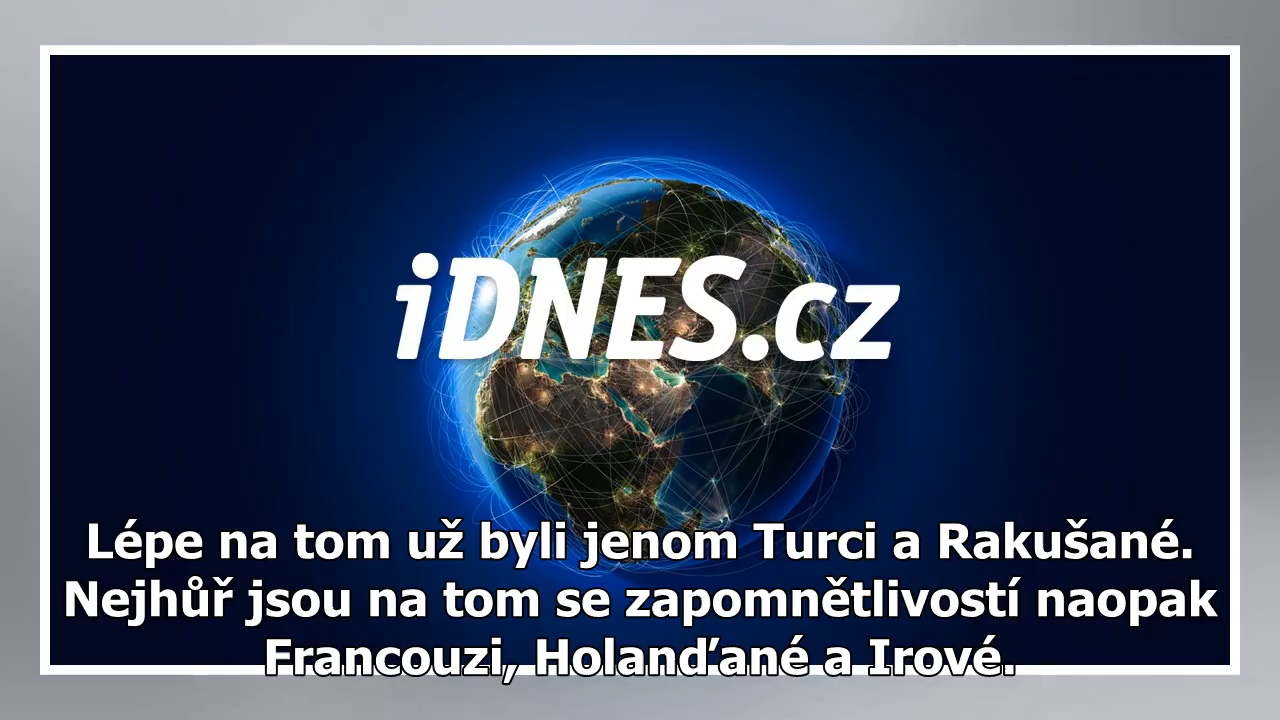 iDNES.cz
Lépe na tom už byli jenom Turci a Rakušané.
Nejhůř jsou na tom se zapomnětlivostí naopak
Francouzi, Holanďané a Irové.